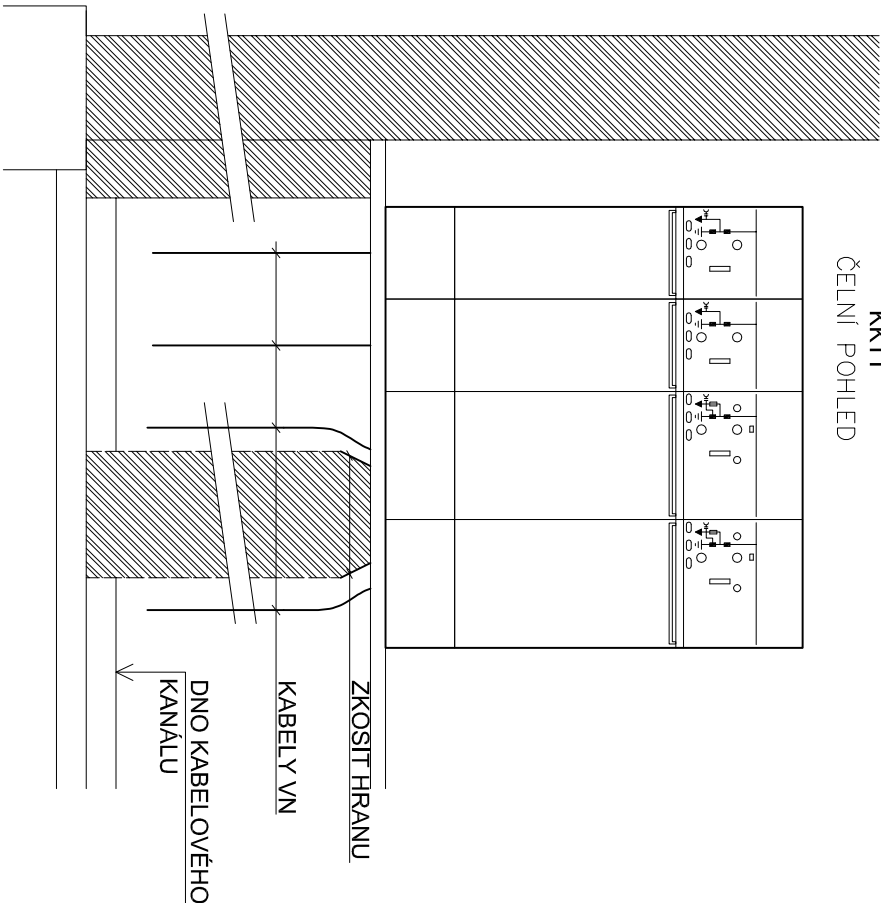 ČELNÍ POHLED
ZKOSIT HRANU
KABELY VN
DNO KABELOVÉHO
KANÁLU